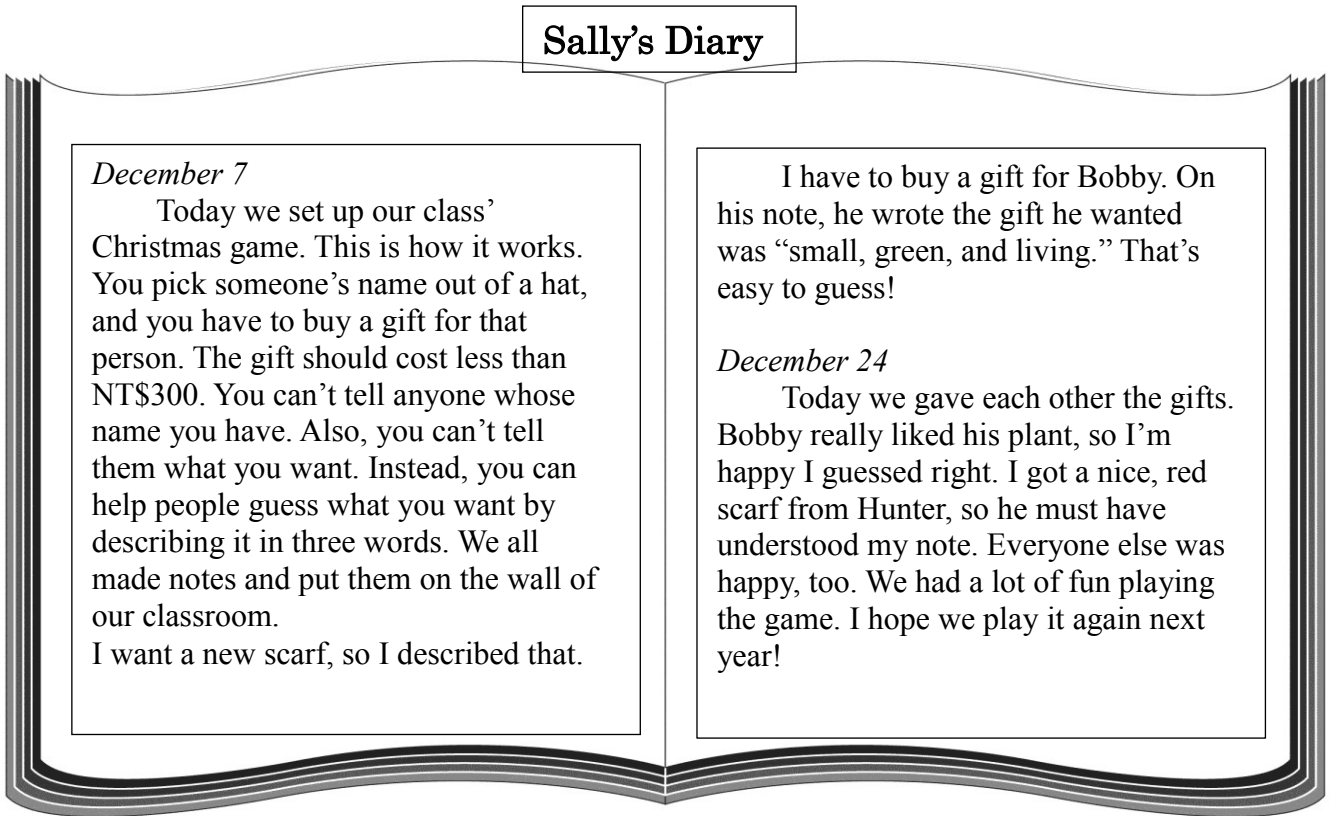 Sally’s Diary
December 7
Today we set up our class’
Christmas game. This is how it works.
You pick someone’s name out of a hat,
and you have to buy a gift for that
person. The gift should cost less than
NT$300. You can’t tell anyone whose
name you have. Also, you can’t tell
them what you want. Instead, you can
help people guess what you want by
describing it in three words. We all
made notes and put them on the wall of
our classroom.
I want a new scarf, so I described that.
I have to buy a gift for Bobby. On
his note, he wrote the gift he wanted
was “small, green, and living.” That’s
easy to guess!
December 24
Today we gave each other the gifts.
Bobby really liked his plant, so I’m
happy I guessed right. I got a nice, red
scarf from Hunter, so he must have
understood my note. Everyone else was
happy, too. We had a lot of fun playing
the game. I hope we play it again next
year!